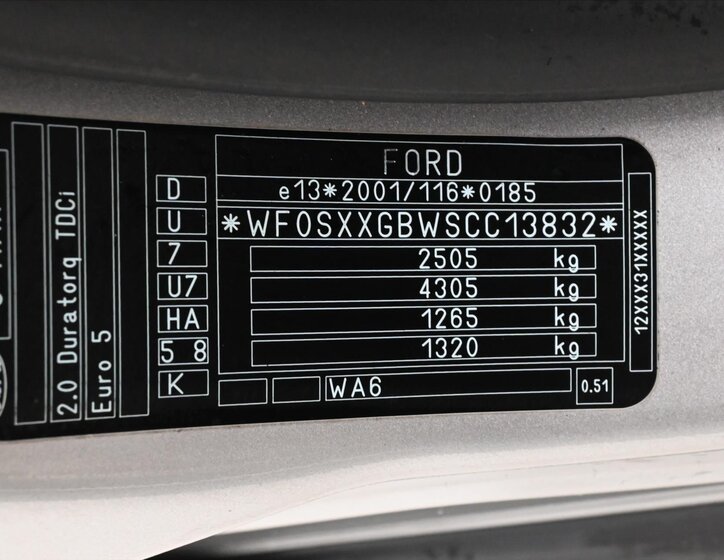 2.0 Duratorq TDCi
Euro 5
D
U
7
U7
HA
5 8
K
FORD
e13*2001/116*0185
*WF0SXXGBWSCC13832*
2505 kg
4305 kg
1265 kg
1320 kg
WA6
0.51
12XXX31XXXXX